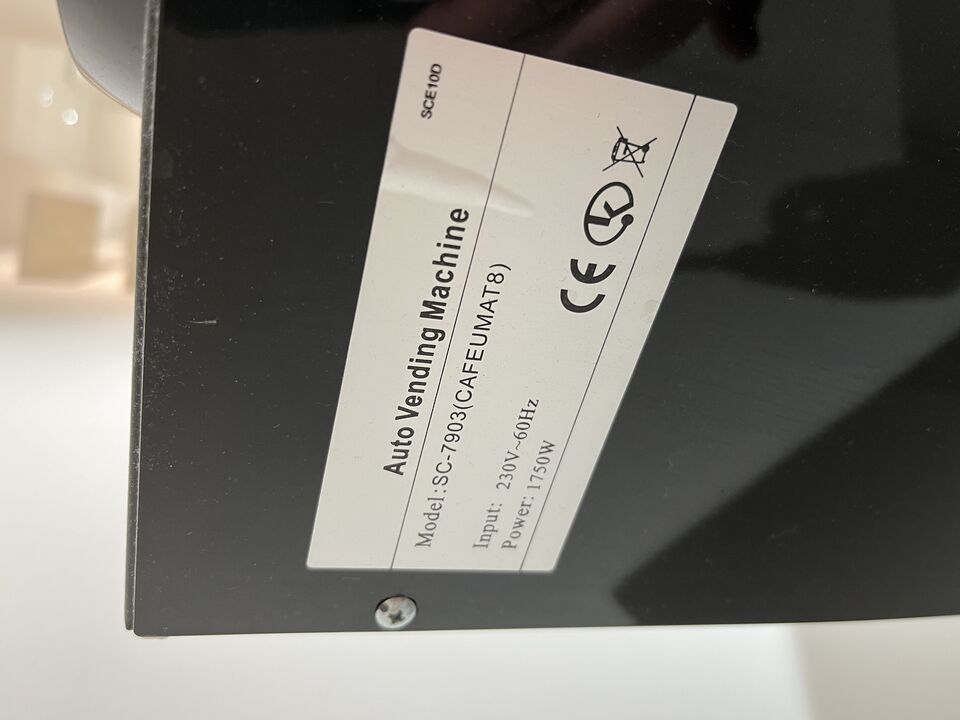 SCE10D
Auto Vending Machine
Model:SC-7903(CAFEUMAT8)
Input: 230V~60Hz
Power: 1750W
CE